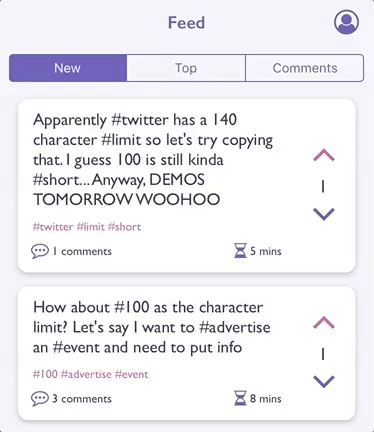 Feed
New
Top
Comments
Apparently #twitter has a 140
character #limit so let's try copying
that. I guess 100 is still kinda
#short... Anyway, DEMOS
TOMORROW WOOHOO
1
#twitter #limit #short
1 comments
5 mins
How about #100 as the character
limit? Let's say I want to #advertise
an #event and need to put info
1
#100 #advertise #event
3 comments
8 mins